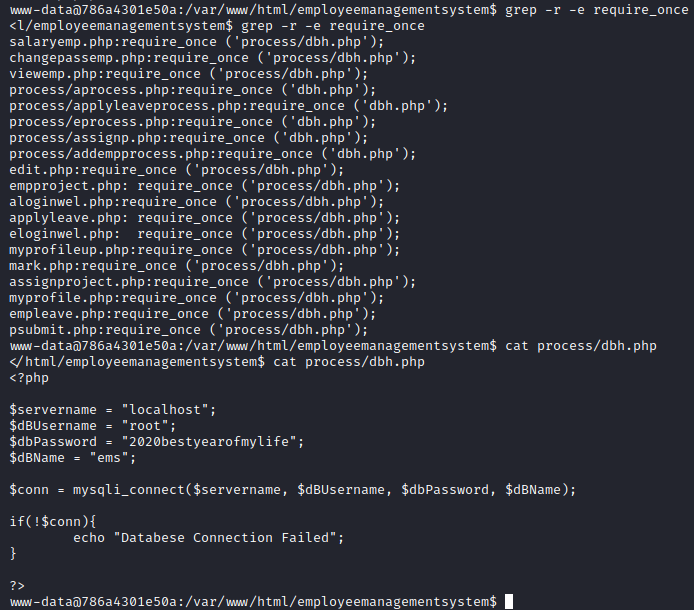 www-data@786a4301e50a:/var/www/html/employeemanagementsystem$ grep -r -e require_once
<l/employeemanagementsystem$ grep -r -e require_once
salaryemp.php:require_once ('process/dbh.php');
changepassemp.php:require_once ('process/dbh.php');
viewemp.php:require_once ('process/dbh.php');
process/aprocess.php:require_once ('dbh.php');
process/applyleaveprocess.php:require_once ('dbh.php');
process/eprocess.php:require_once ('dbh.php');
process/assignp.php:require_once ('dbh.php');
process/addempprocess.php:require_once ('dbh.php');
edit.php:require_once ('process/dbh.php');
empproject.php: require_once ('process/dbh.php');
aloginwel.php:require_once ('process/dbh.php');
applyleave.php: require_once ('process/dbh.php');
eloginwel.php:  require_once ('process/dbh.php');
myprofileup.php:require_once ('process/dbh.php');
mark.php:require_once ('process/dbh.php');
assignproject.php:require_once ('process/dbh.php');
myprofile.php:require_once ('process/dbh.php');
empleave.php:require_once ('process/dbh.php');
psubmit.php:require_once ('process/dbh.php');
www-data@786a4301e50a:/var/www/html/employeemanagementsystem$ cat process/dbh.php
</html/employeemanagementsystem$ cat process/dbh.php
<?php
$servername = "localhost";
$dBUsername = "root";
$dbPassword = "2020bestyearofmylife";
$dBName = "ems";
$conn = mysqli_connect($servername, $dBUsername, $dbPassword, $dBName);
if(!$conn){
        echo "Databese Connection Failed";
}
?>
www-data@786a4301e50a:/var/www/html/employeemanagementsystem$